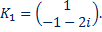 K₁ = ( 1
−1 − 2i ).